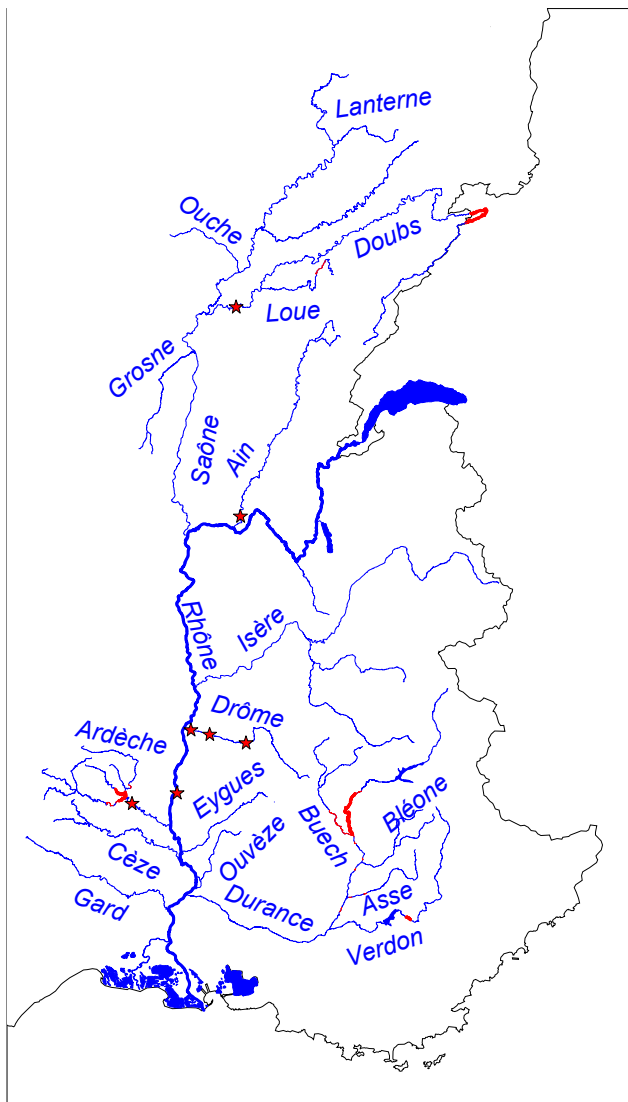 Lanterne
Ouche
Doubs
Loue
Grosne
Saône
Ain
Rhône
Isère
Drôme
Ardèche
Eygues
Buech
Bléone
Ouvèze
Cèze
Gard
Durance
Asse
Verdon